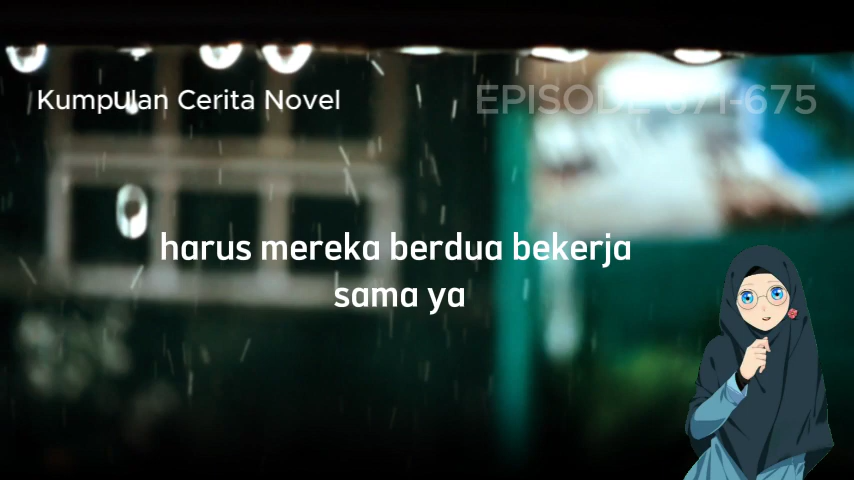 Kumpulan Cerita Novel
EPISODE 671-675
harus mereka berdua bekerja
sama ya